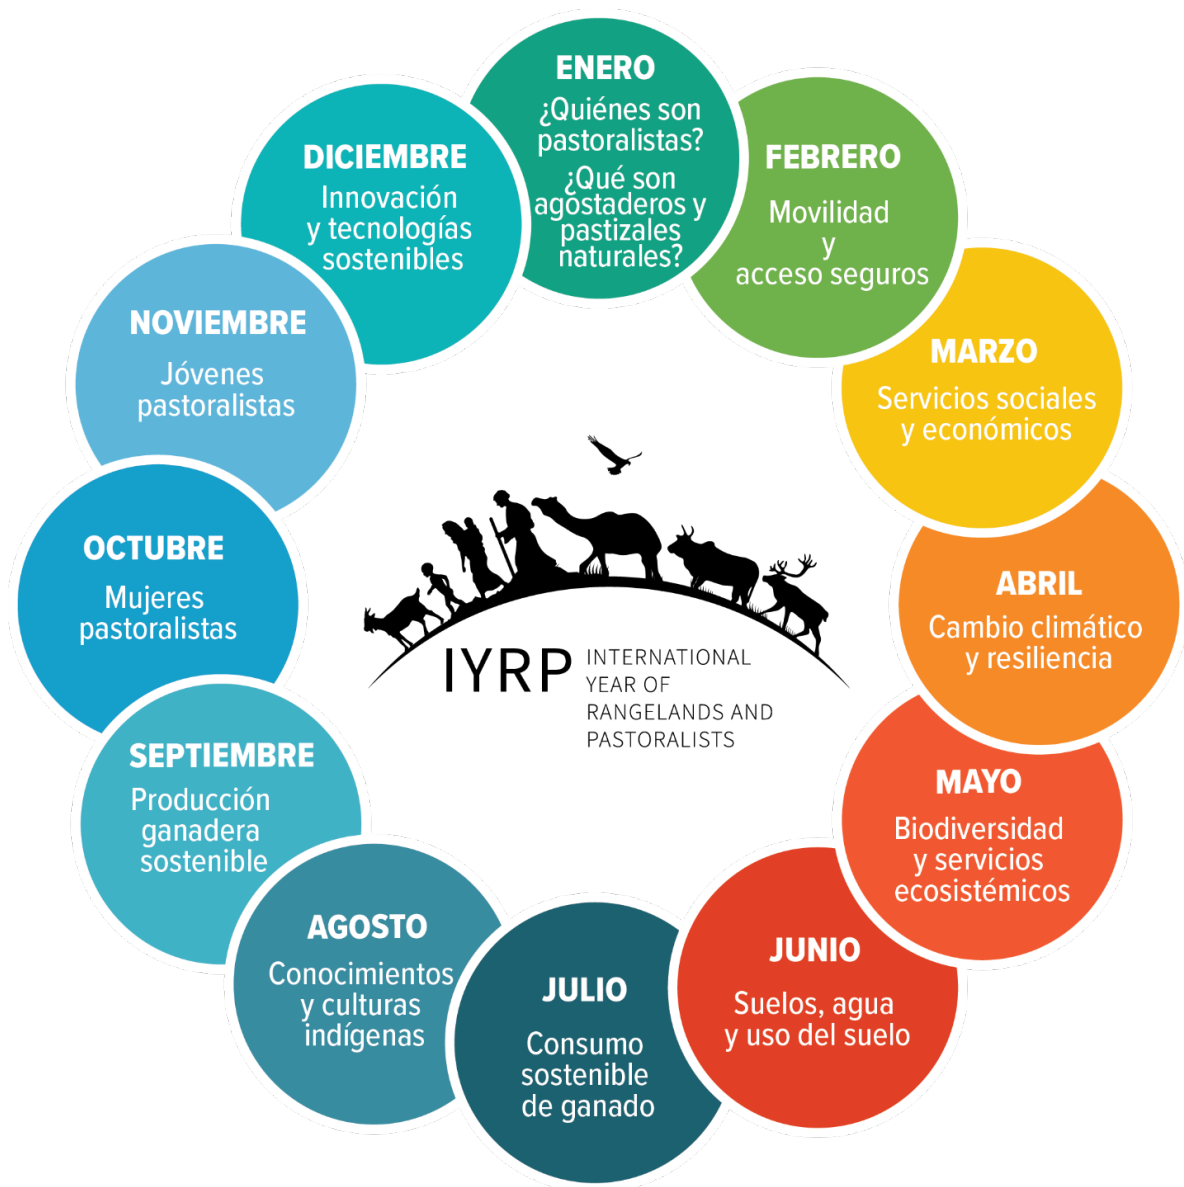 ENERO
¿Quiénes son
pastoralistas?
¿Qué son
agostaderos y
pastizales
naturales?
FEBRERO
Movilidad
y
acceso seguros
MARZO
Servicios sociales
y económicos
ABRIL
Cambio climático
y resiliencia
MAYO
Biodiversidad
y servicios
ecosistémicos
JUNIO
Suelos, agua
y uso del suelo
JULIO
Consumo
sostenible
de ganado
AGOSTO
Conocimientos
y culturas
indígenas
SEPTIEMBRE
Producción
ganadera
sostenible
OCTUBRE
Mujeres
pastoralistas
NOVIEMBRE
Jóvenes
pastoralistas
DICIEMBRE
Innovación
y tecnologías
sostenibles
IYRP
INTERNATIONAL
YEAR OF
RANGELANDS AND
PASTORALISTS